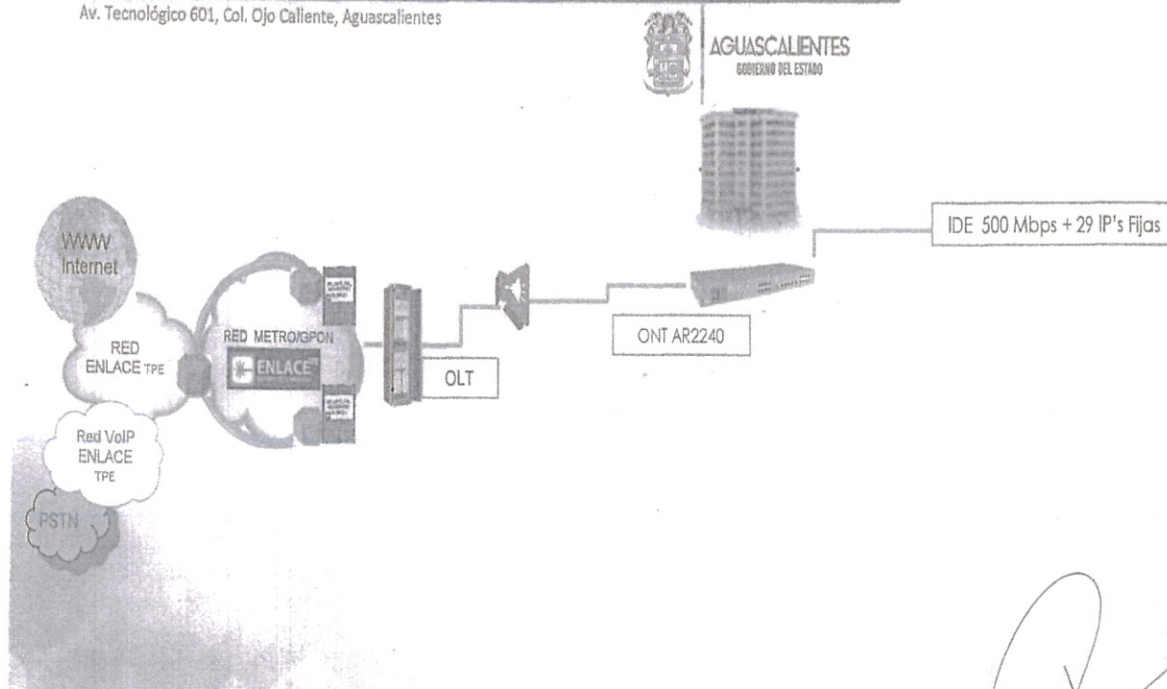 Av. Tecnológico 601, Col. Ojo Caliente, Aguascalientes
AGUASCALIENTES
GOBIERNO DEL ESTADO
IDE 500 Mbps + 29 IP's Fijas
WWW
Internet
RED
ENLACE TPE
RED METRO/GPON
ENLACE
OLT
ONT AR2240
Red VoIP
ENLACE
TPE
PSTN